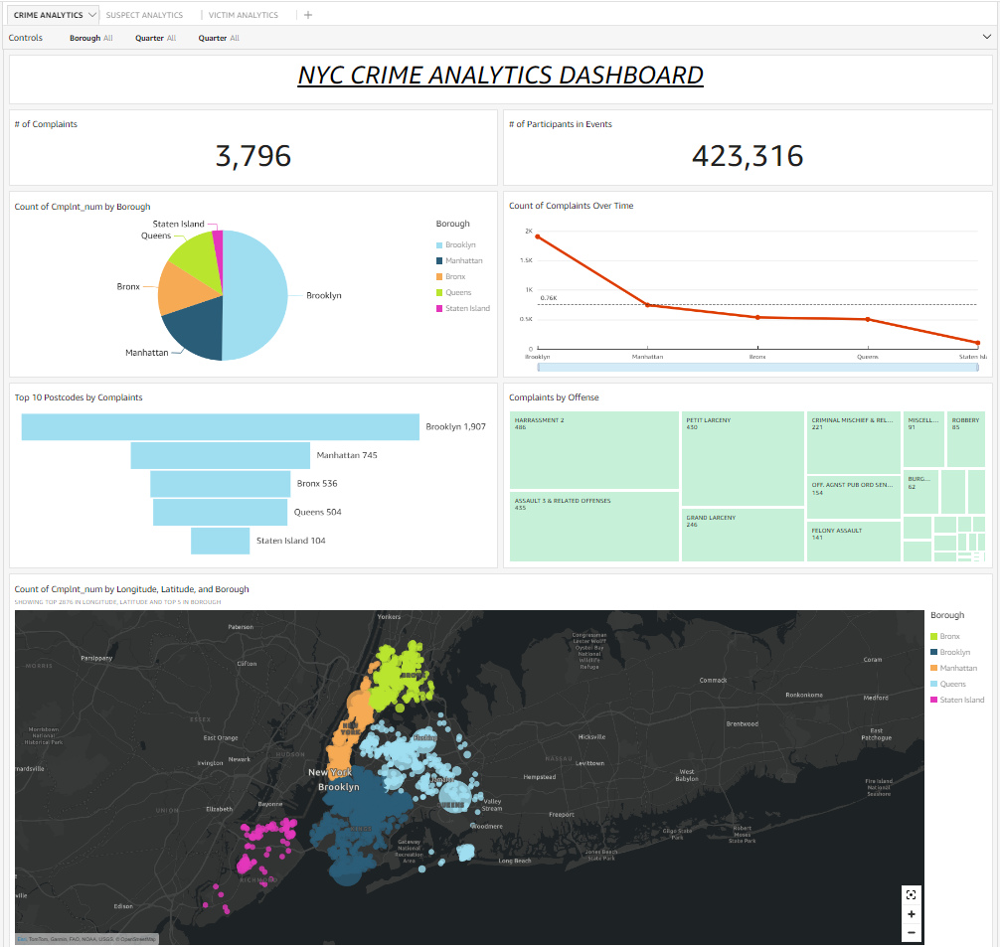 CRIME ANALYTICS
SUSPECT ANALYTICS
VICTIM ANALYTICS
Controls
Borough All
Quarter All
Quarter All
NYC CRIME ANALYTICS DASHBOARD
# of Complaints
3,796
# of Participants in Events
423,316
Count of Cmplnt_num by Borough
Staten Island
Queens
Bronx
Manhattan
Brooklyn
Borough
Brooklyn
Manhattan
Bronx
Queens
Staten Island
Count of Complaints Over Time
2K
1.5K
1K
0.76K
0.5K
0
Brooklyn
Manhattan
Bronx
Queens
Staten Isla
Top 10 Postcodes by Complaints
Brooklyn 1,907
Manhattan 745
Bronx 536
Queens 504
Staten Island 104
Complaints by Offense
HARRASSMENT 2
486
ASSAULT 3 & RELATED OFFENSES
435
PETIT LARCENY
430
GRAND LARCENY
246
CRIMINAL MISCHIEF & REL...
221
OFF. AGNST PUB ORD SEN...
154
FELONY ASSAULT
141
MISCELL...
91
ROBBERY
85
BURG...
62
Count of Cmplnt_num by Longitude, Latitude, and Borough
SHOWING TOP 2876 IN LONGITUDE, LATITUDE AND TOP 5 IN BOROUGH
Yonkers
Paterson
Parsippany
MORRIS
Clifton
Congressman
Lester Wolf
Oyster Bay
National
Wildlife
Refuge
Coram
Commack
Ronkonkoma
Medford
ESSEX
Brentwood
East
Patchogue
Morristown
National
Historical Park
East Orange
Hicksville
HUDSON
NEW
YORK
Flushing
Irvington
Newark
NASSAU
Levittown
mardsville
New York
Hempstead
West
Babylon
Brooklyn
Fire Island
National
Seashore
Bayonne
UNION
Elizabeth
Valley
Stream
Freeport
Woodmere
KINGS
Gateway
National
Recreation
Area
Long Beach
Jones Beach
State Park
Gilgo State
Park
Robert
Moses
State Park
RICHMOND
ville
Edison
Esri, TomTom, Garmin, FAO, NOAA, USGS, © OpenStreetMap
Borough
Bronx
Brooklyn
Manhattan
Queens
Staten Island